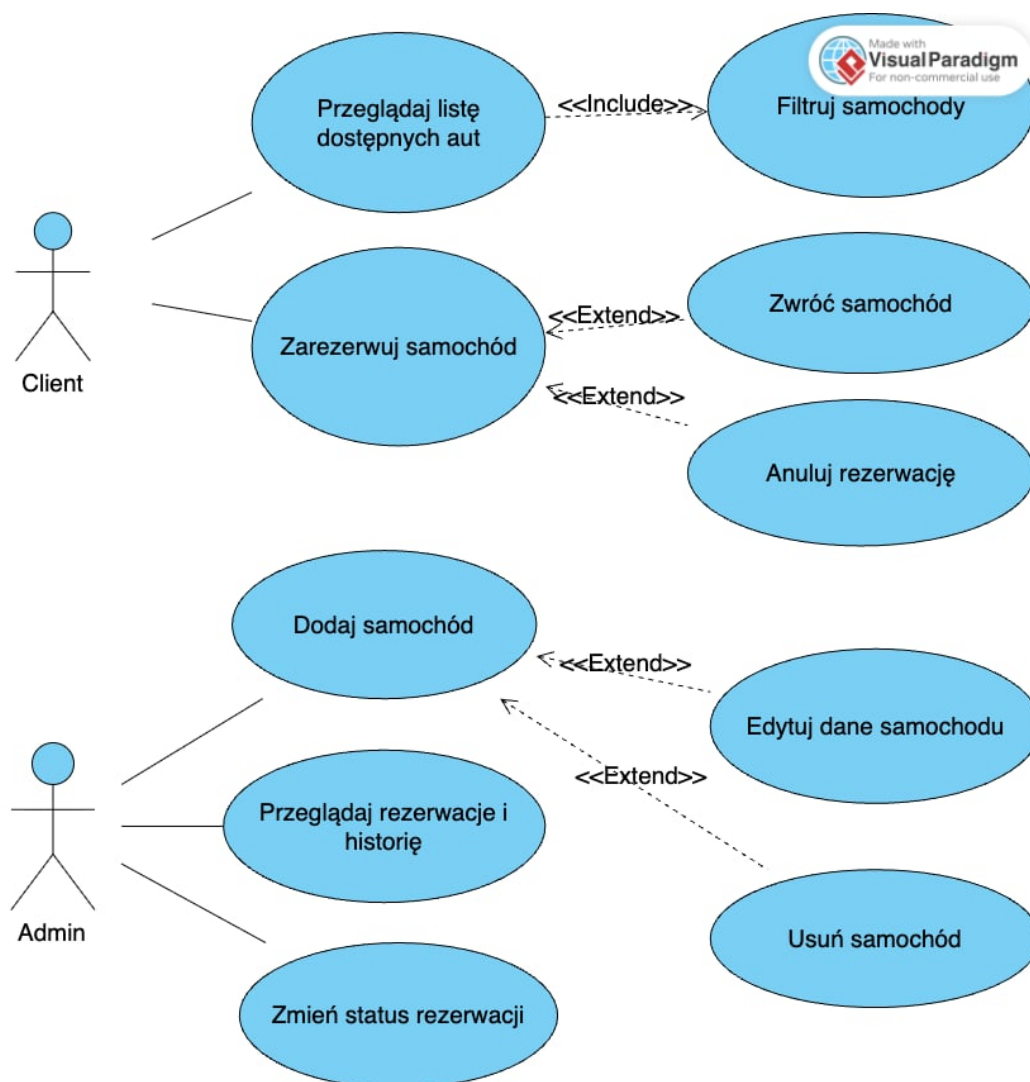 Made with
Visual Paradigm
For non-commercial use
Przeglądaj listę
dostępnych aut
<<Include>>
Filtruj samochody
Client
Zarezerwuj samochód
<<Extend>>
Zwróć samochód
<<Extend>>
Anuluj rezerwację
Dodaj samochód
<<Extend>>
Edytuj dane samochodu
<<Extend>>
Admin
Przeglądaj rezerwacje i
historię
Usuń samochód
Zmień status rezerwacji